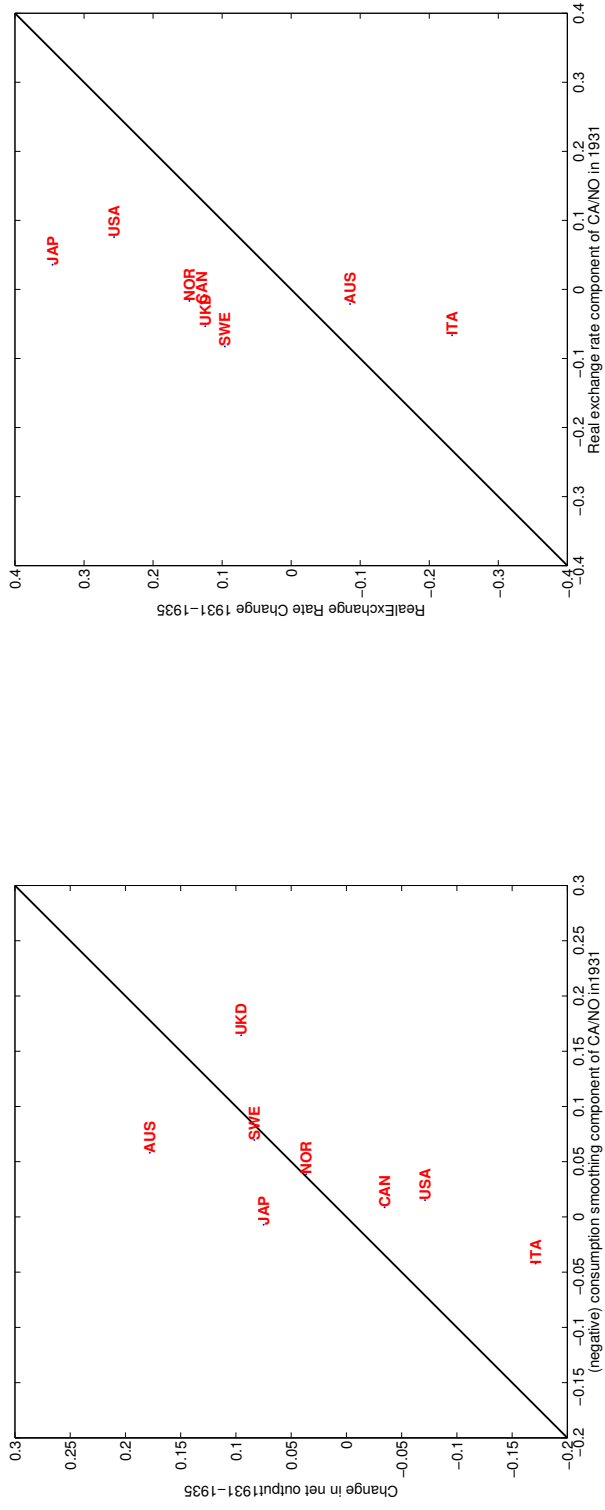 Change in net output1931−1935
0.3
0.25
0.2
0.15
0.1
0.05
0
−0.05
−0.1
−0.15
−0.2
AUS
UKD
SWE
JAP
NOR
CAN
USA
ITA
−0.2 −0.15 −0.1 −0.05 0 0.05 0.1 0.15 0.2 0.25 0.3
(negative) consumption smoothing component of CA/NO in1931
RealExchange Rate Change 1931−1935
0.4
0.3
0.2
0.1
0
−0.1
−0.2
−0.3
−0.4
JAP
USA
NOR
CAN
UKD
SWE
AUS
ITA
−0.4 −0.3 −0.2 −0.1 0 0.1 0.2 0.3 0.4
Real exchange rate component of CA/NO in 1931